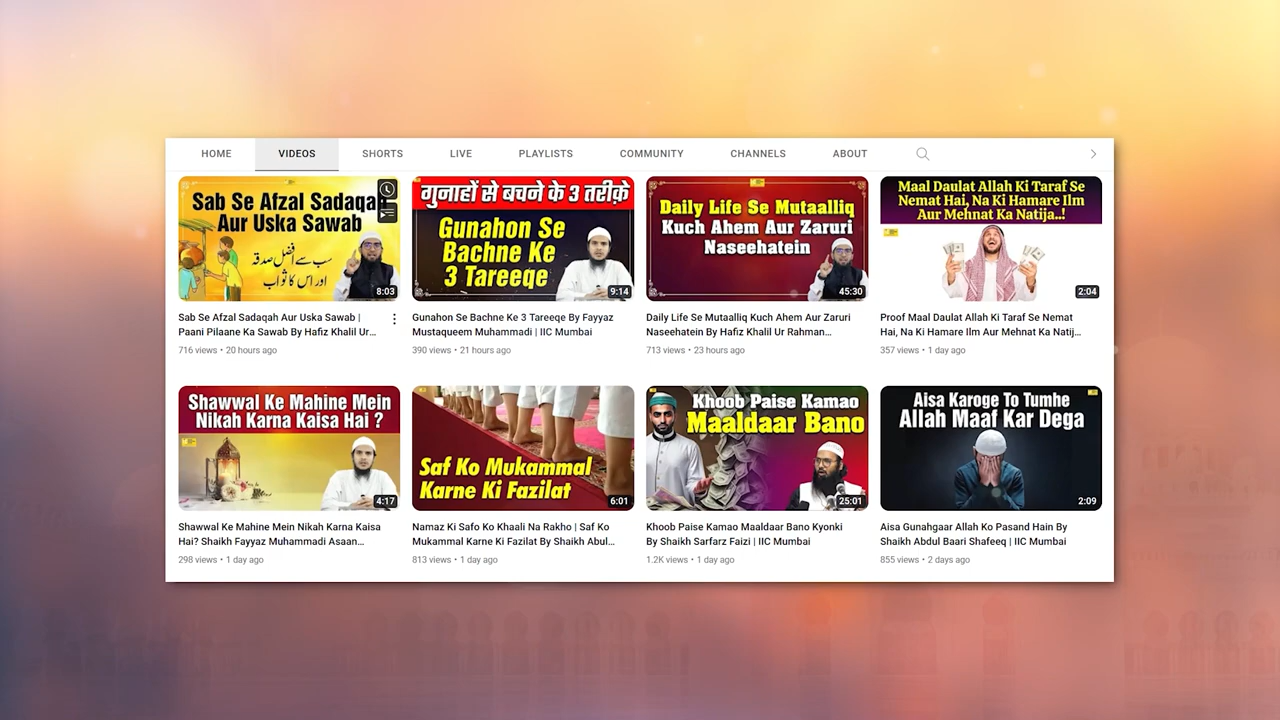 HOME VIDEOS SHORTS LIVE PLAYLISTS COMMUNITY CHANNELS ABOUT
Sab Se Afzal Sadaqah
Aur Uska Sawab
سب سے افضل صدقہ
اور اس کا ثواب
8:03
गुनाहों से बचने के 3 तरीक़े
Gunahon Se
Bachne Ke
3 Tareeqe
9:14
Daily Life Se Mutaalliq
Kuch Ahem Aur Zaruri
Naseehatein
45:30
Maal Daulat Allah Ki Taraf Se
Nemat Hai, Na Ki Hamare Ilm
Aur Mehnat Ka Natija..!
2:04
Sab Se Afzal Sadaqah Aur Uska Sawab |
Paani Pilaane Ka Sawab By Hafiz Khalil Ur...
716 views • 20 hours ago
Gunahon Se Bachne Ke 3 Tareeqe By Fayyaz
Mustaqueem Muhammadi | IIC Mumbai
390 views • 21 hours ago
Daily Life Se Mutaalliq Kuch Ahem Aur Zaruri
Naseehatein By Hafiz Khalil Ur Rahman...
713 views • 23 hours ago
Proof Maal Daulat Allah Ki Taraf Se Nemat
Hai, Na Ki Hamare Ilm Aur Mehnat Ka Natij...
357 views • 1 day ago
Shawwal Ke Mahine Mein
Nikah Karna Kaisa Hai ?
4:17
Saf Ko Mukammal
Karne Ki Fazilat
6:01
Khoob Paise Kamao
Maaldaar Bano
25:01
Aisa Karoge To Tumhe
Allah Maaf Kar Dega
2:09
Shawwal Ke Mahine Mein Nikah Karna Kaisa
Hai? Shaikh Fayyaz Muhammadi Asaan...
298 views • 1 day ago
Namaz Ki Safo Ko Khaali Na Rakho | Saf Ko
Mukammal Karne Ki Fazilat By Shaikh Abul...
813 views • 1 day ago
Khoob Paise Kamao Maaldaar Bano Kyonki
By Shaikh Sarfarz Faizi | IIC Mumbai
1.2K views • 1 day ago
Aisa Gunahgaar Allah Ko Pasand Hain By
Shaikh Abdul Baari Shafeeq | IIC Mumbai
855 views • 2 days ago